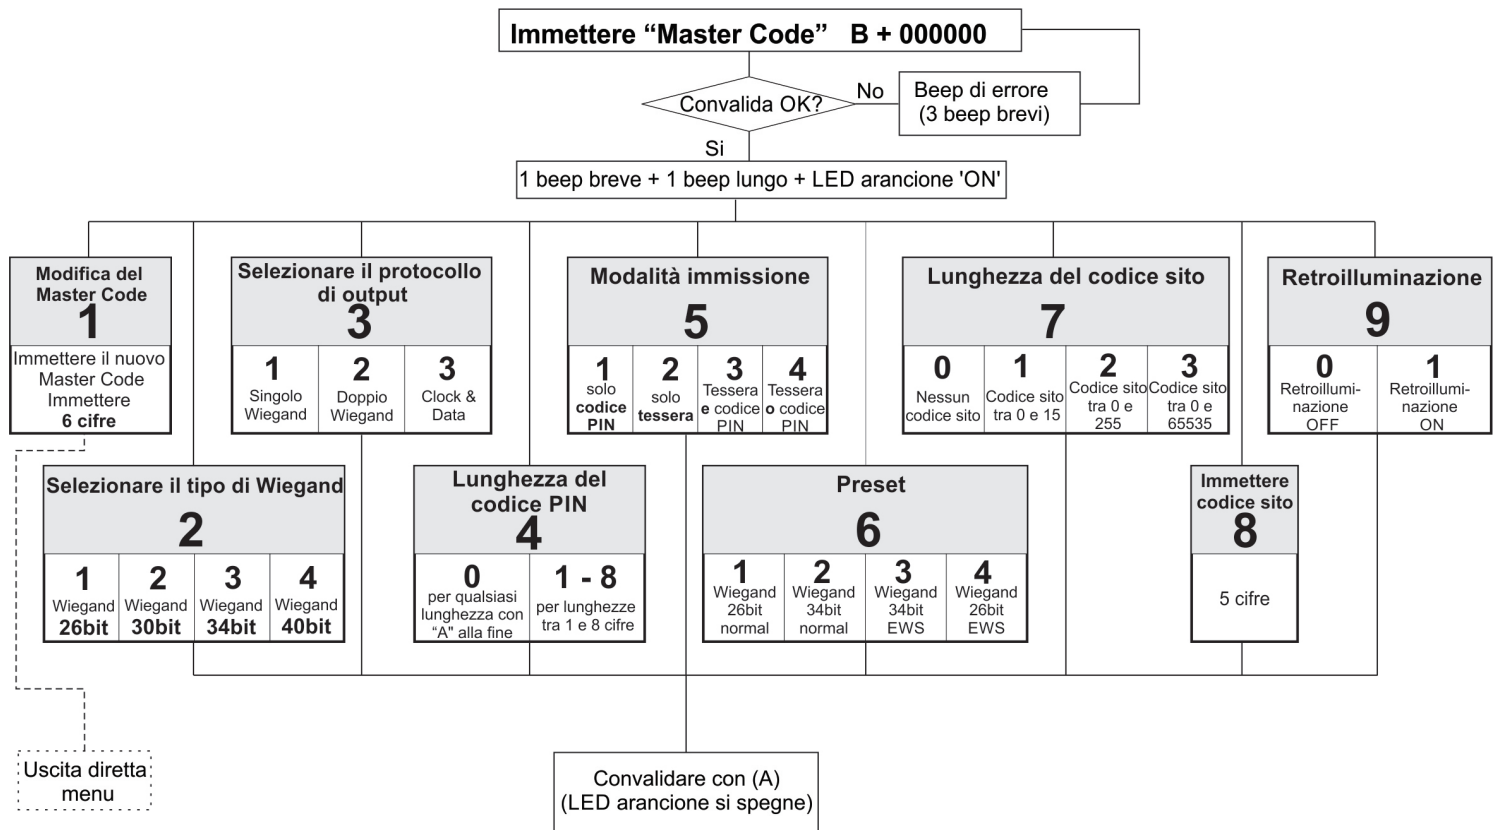 Immettere “Master Code”   B + 000000
Convalida OK?
No
Beep di errore
(3 beep brevi)
Si
1 beep breve + 1 beep lungo + LED arancione 'ON'
Modifica del
Master Code
1
Immettere il nuovo
Master Code
Immettere
6 cifre
Selezionare il protocollo
di output
3
1
Singolo
Wiegand
2
Doppio
Wiegand
3
Clock &
Data
Modalità immissione
5
1
solo
codice
PIN
2
solo
tessera
3
Tessera
e codice
PIN
4
Tessera
o codice
PIN
Lunghezza del codice sito
7
0
Nessun
codice sito
1
Codice sito
tra 0 e 15
2
Codice sito
tra 0 e
255
3
Codice sito
tra 0 e
65535
Retroilluminazione
9
0
Retroillumi-
nazione
OFF
1
Retroillumi-
nazione
ON
Selezionare il tipo di Wiegand
2
1
Wiegand
26bit
2
Wiegand
30bit
3
Wiegand
34bit
4
Wiegand
40bit
Lunghezza del
codice PIN
4
0
per qualsiasi
lunghezza con
“A" alla fine
1 - 8
per lunghezze
tra 1 e 8 cifre
Preset
6
1
Wiegand
26bit
normal
2
Wiegand
34bit
normal
3
Wiegand
34bit
EWS
4
Wiegand
26bit
EWS
Immettere
codice sito
8
5 cifre
Uscita diretta
menu
Convalidare con (A)
(LED arancione si spegne)